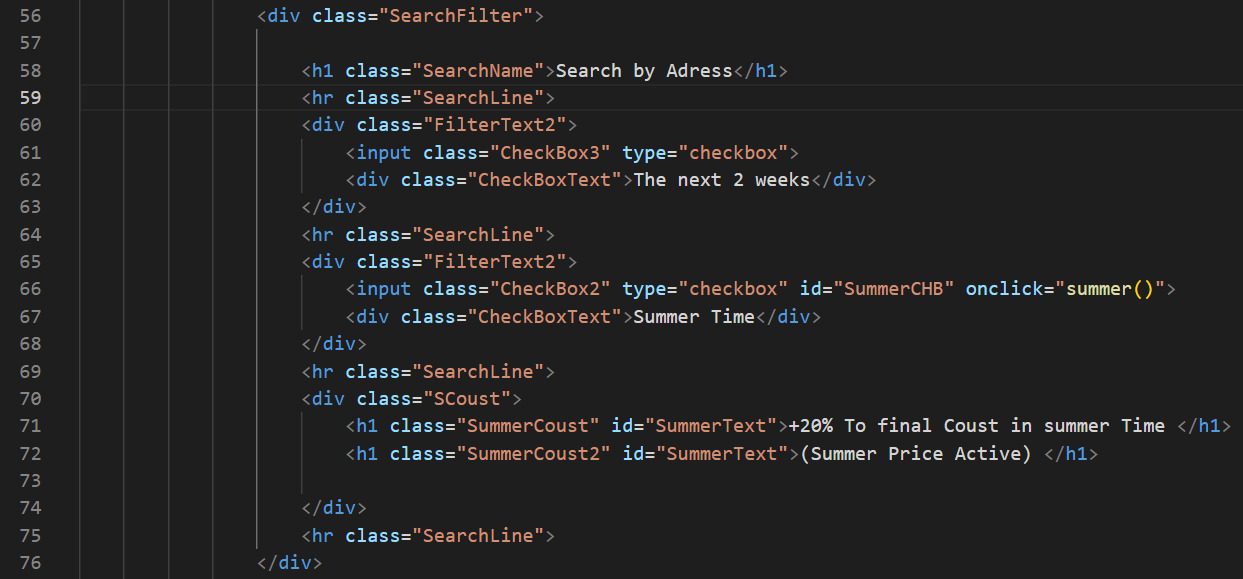 56 <div class="SearchFilter">
57
58 <h1 class="SearchName">Search by Adress</h1>
59 <hr class="SearchLine">
60 <div class="FilterText2">
61 <input class="CheckBox3" type="checkbox">
62 <div class="CheckBoxText">The next 2 weeks</div>
63 </div>
64 <hr class="SearchLine">
65 <div class="FilterText2">
66 <input class="CheckBox2" type="checkbox" id="SummerCHB" onclick="summer()">
67 <div class="CheckBoxText">Summer Time</div>
68 </div>
69 <hr class="SearchLine">
70 <div class="SCoust">
71 <h1 class="SummerCoust" id="SummerText">+20% To final Coust in summer Time </h1>
72 <h1 class="SummerCoust2" id="SummerText">(Summer Price Active) </h1>
73
74 </div>
75 <hr class="SearchLine">
76 </div>